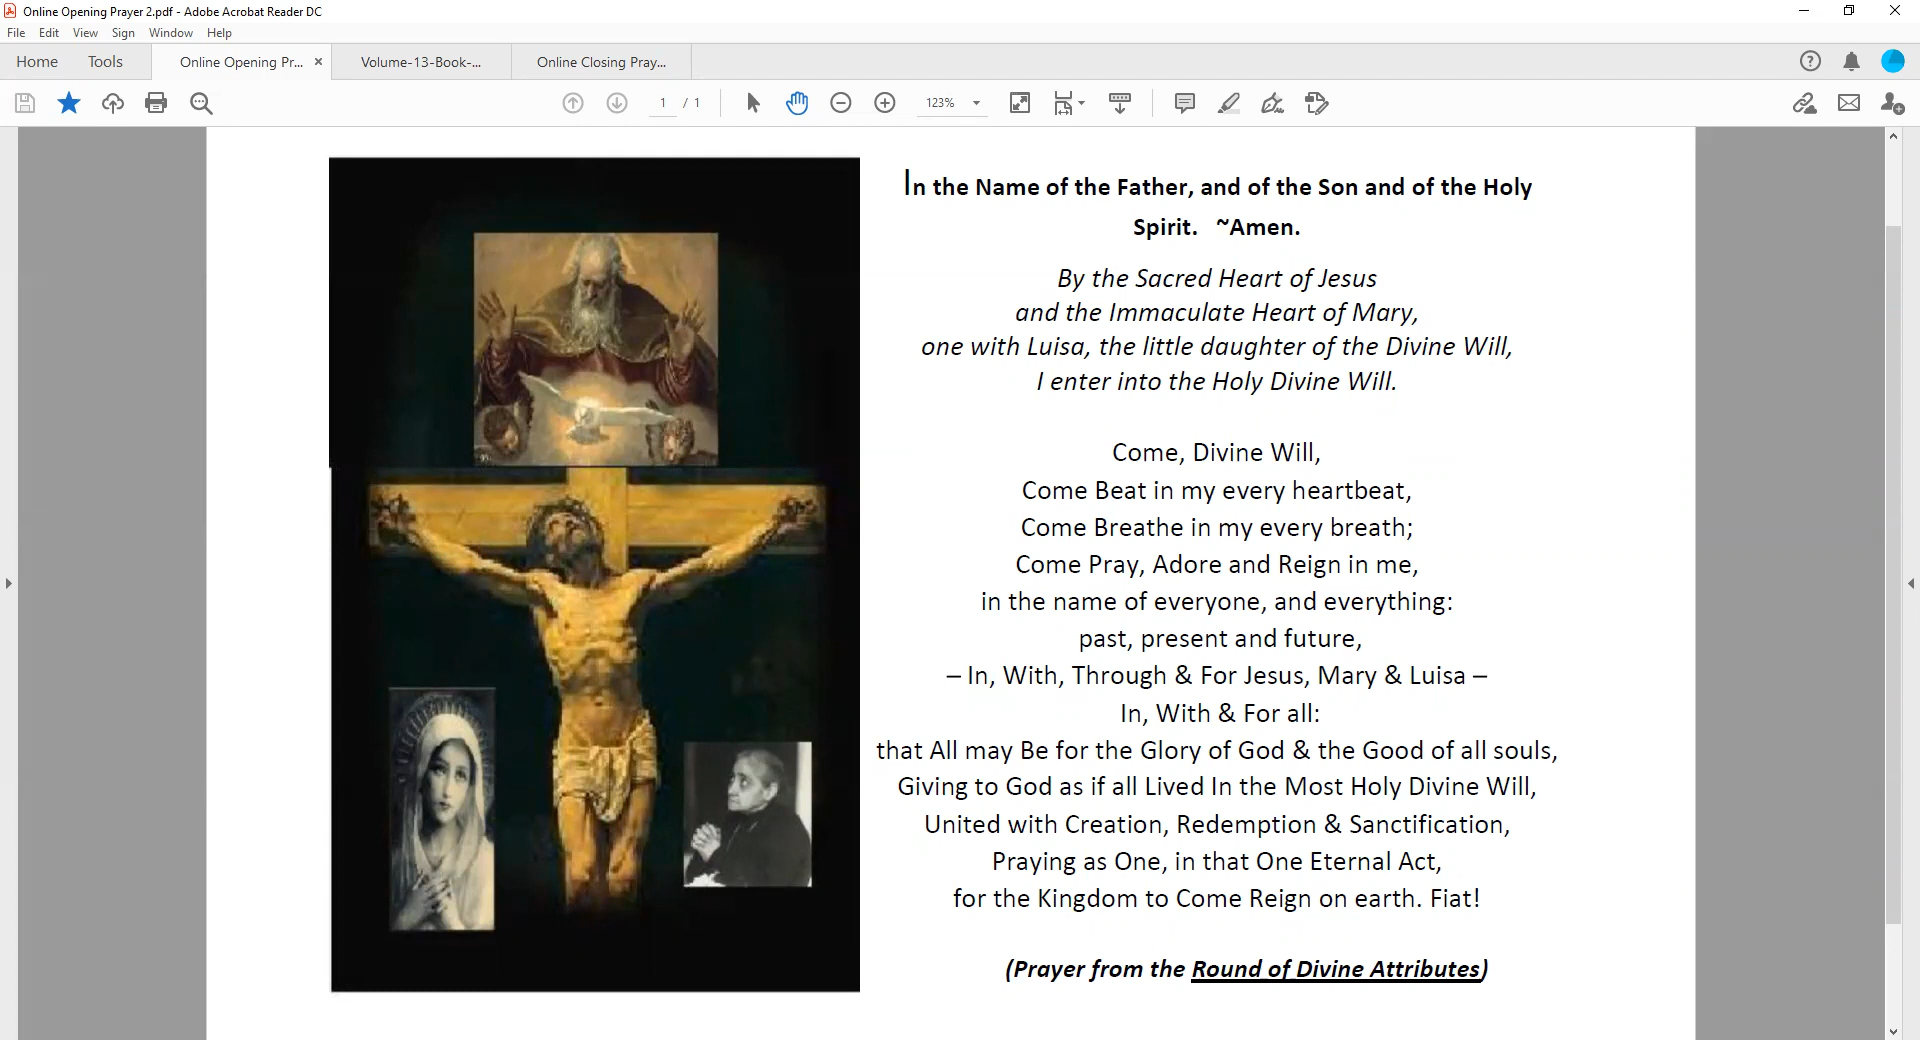 Online Opening Prayer 2.pdf - Adobe Acrobat Reader DC
File Edit View Sign Window Help
Home Tools Online Opening Pr... Volume-13-Book-... Online Closing Pray...
1 / 1 123%
In the Name of the Father, and of the Son and of the Holy
Spirit. ~Amen.
By the Sacred Heart of Jesus
and the Immaculate Heart of Mary,
one with Luisa, the little daughter of the Divine Will,
I enter into the Holy Divine Will.
Come, Divine Will,
Come Beat in my every heartbeat,
Come Breathe in my every breath;
Come Pray, Adore and Reign in me,
in the name of everyone, and everything:
past, present and future,
– In, With, Through & For Jesus, Mary & Luisa –
In, With & For all:
that All may Be for the Glory of God & the Good of all souls,
Giving to God as if all Lived In the Most Holy Divine Will,
United with Creation, Redemption & Sanctification,
Praying as One, in that One Eternal Act,
for the Kingdom to Come Reign on earth. Fiat!
(Prayer from the Round of Divine Attributes)